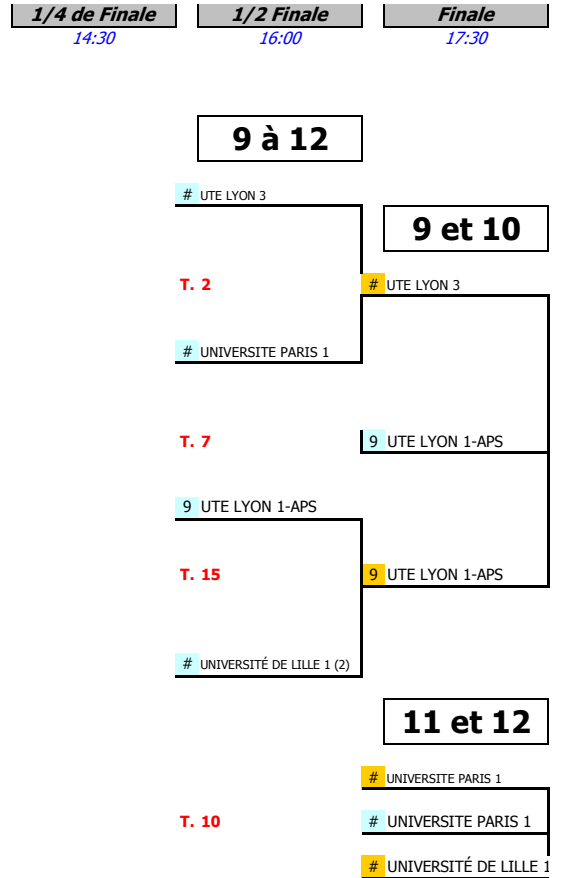 1/4 de Finale 1/2 Finale Finale
14:30 16:00 17:30
9 à 12
# UTE LYON 3
9 et 10
T. 2 # UTE LYON 3
# UNIVERSITE PARIS 1
T. 7 9 UTE LYON 1-APS
9 UTE LYON 1-APS
T. 15 9 UTE LYON 1-APS
# UNIVERSITÉ DE LILLE 1 (2)
11 et 12
# UNIVERSITE PARIS 1
T. 10 # UNIVERSITE PARIS 1
# UNIVERSITÉ DE LILLE 1